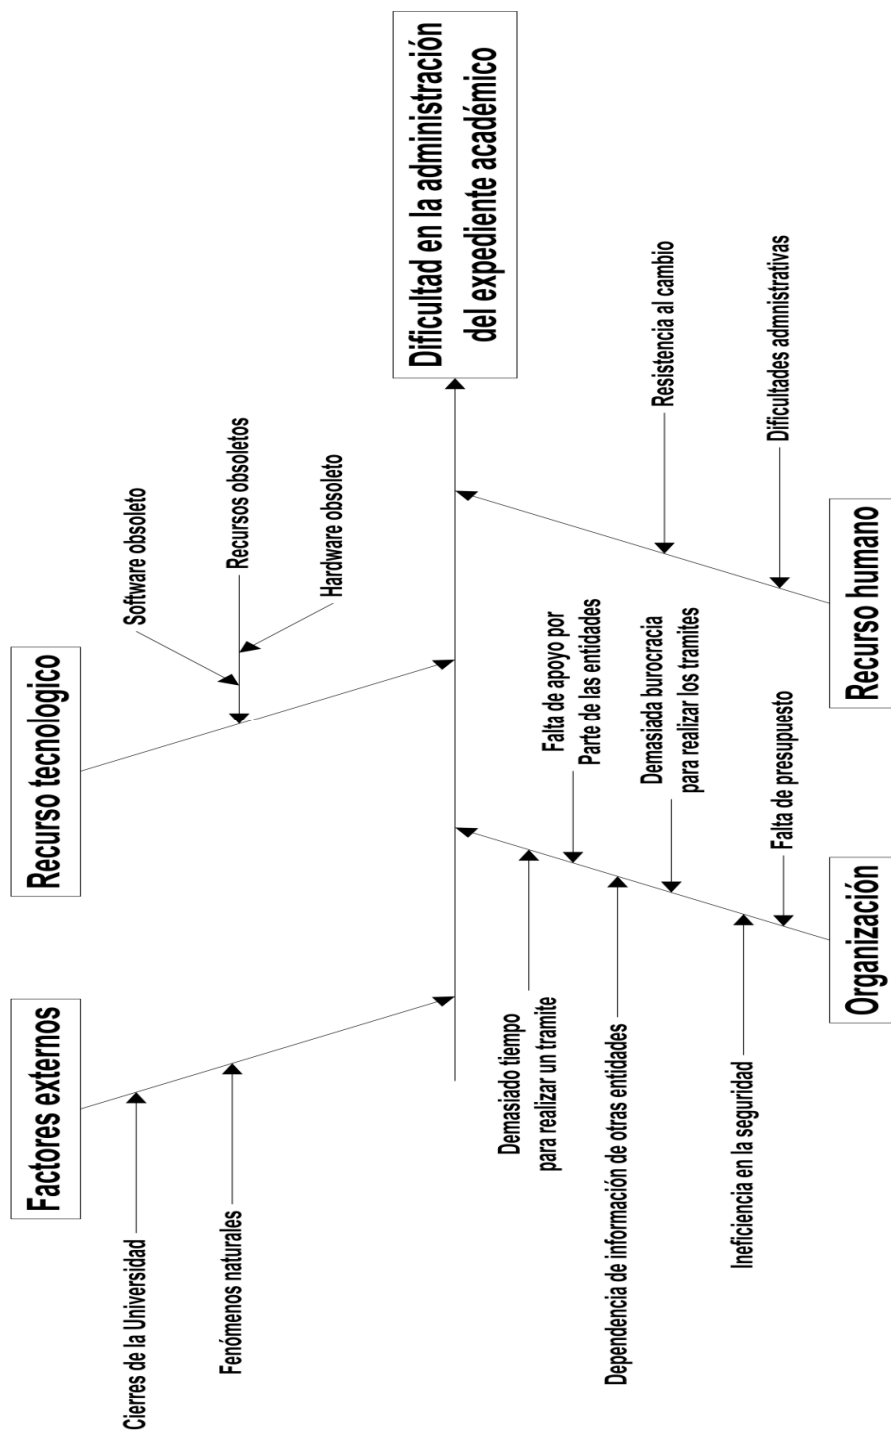 Factores externos
Recurso tecnologico
Cierres de la Universidad
Fenómenos naturales
Software obsoleto
Recursos obsoletos
Hardware obsoleto
Dificultad en la administración
del expediente académico
Demasiado tiempo
para realizar un tramite
Falta de apoyo por
Parte de las entidades
Dependencia de información de otras entidades
Demasiada burocracia
para realizar los tramites
Ineficiencia en la seguridad
Falta de presupuesto
Resistencia al cambio
Dificultades admnistrativas
Organización
Recurso humano